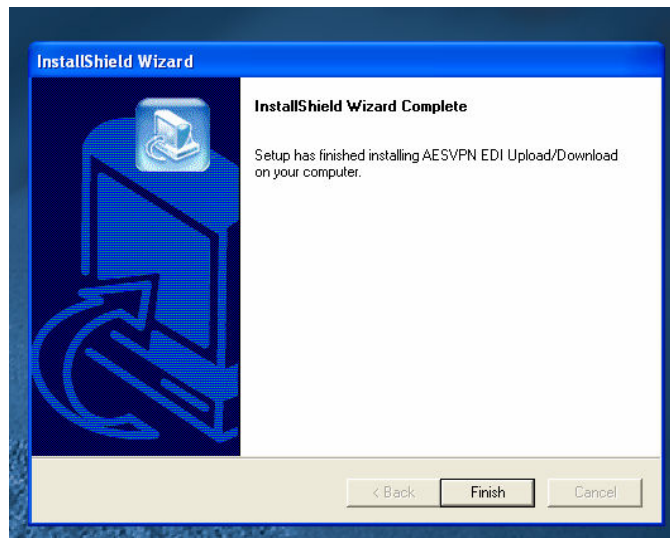 InstallShield Wizard
InstallShield Wizard Complete
Setup has finished installing AESVPN EDI Upload/Download
on your computer.
< Back
Finish
Cancel